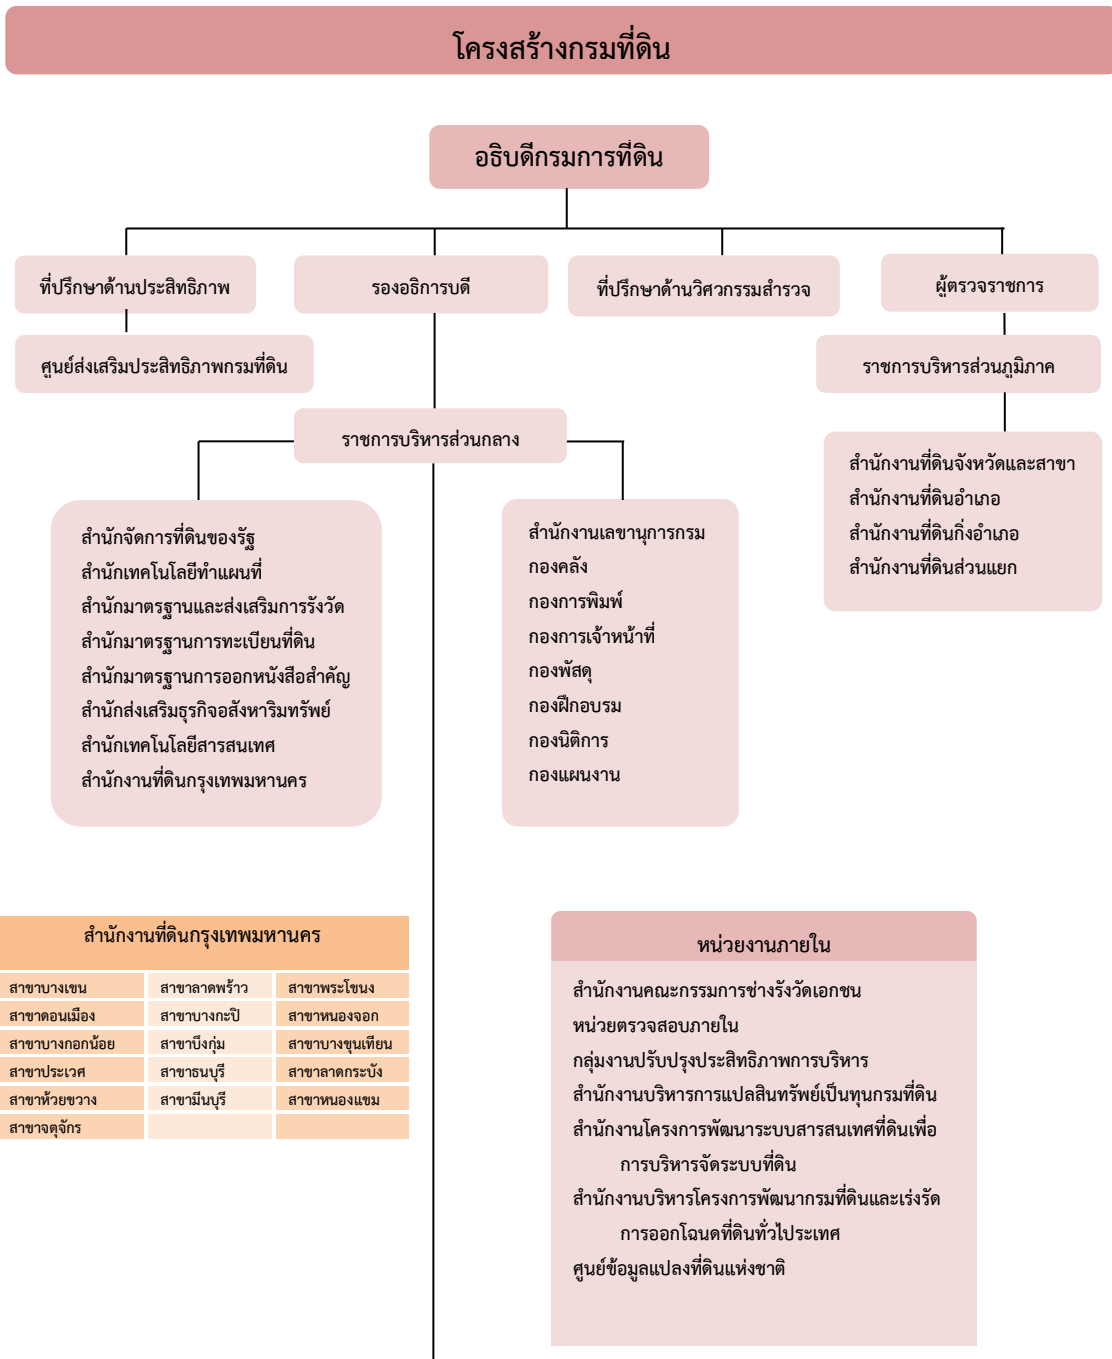 โครงสร้างกรมที่ดิน
อธิบดีกรมการที่ดิน
ที่ปรึกษาด้านประสิทธิภาพ
รองอธิการบดี
ที่ปรึกษาด้านวิศวกรรมสำรวจ
ผู้ตรวจราชการ
ศูนย์ส่งเสริมประสิทธิภาพกรมที่ดิน
ราชการบริหารส่วนภูมิภาค
ราชการบริหารส่วนกลาง
สำนักงานที่ดินจังหวัดและสาขา
สำนักงานที่ดินอำเภอ
สำนักงานที่ดินกิ่งอำเภอ
สำนักงานที่ดินส่วนแยก
สำนักจัดการที่ดินของรัฐ
สำนักเทคโนโลยีทำแผนที่
สำนักมาตรฐานและส่งเสริมการรังวัด
สำนักมาตรฐานการทะเบียนที่ดิน
สำนักมาตรฐานการออกหนังสือสำคัญ
สำนักส่งเสริมธุรกิจอสังหาริมทรัพย์
สำนักเทคโนโลยีสารสนเทศ
สำนักงานที่ดินกรุงเทพมหานคร
สำนักงานเลขานุการกรม
กองคลัง
กองการพิมพ์
กองการเจ้าหน้าที่
กองพัสดุ
กองฝึกอบรม
กองนิติการ
กองแผนงาน
สำนักงานที่ดินกรุงเทพมหานคร
สาขาบางเขน สาขาลาดพร้าว สาขาพระโขนง
สาขาดอนเมือง สาขาบางกะปิ สาขาหนองจอก
สาขาบางกอกน้อย สาขาบึงกุ่ม สาขาบางขุนเทียน
สาขาประเวศ สาขาธนบุรี สาขาลาดกระบัง
สาขาห้วยขวาง สาขามีนบุรี สาขาหนองแขม
สาขาจตุจักร
หน่วยงานภายใน
สำนักงานคณะกรรมการช่างรังวัดเอกชน
หน่วยตรวจสอบภายใน
กลุ่มงานปรับปรุงประสิทธิภาพการบริหาร
สำนักงานบริหารการแปลสินทรัพย์เป็นทุนกรมที่ดิน
สำนักงานโครงการพัฒนาระบบสารสนเทศที่ดินเพื่อ
การบริหารจัดระบบที่ดิน
สำนักงานบริหารโครงการพัฒนากรมที่ดินและเร่งรัด
การออกโฉนดที่ดินทั่วไประเทศ
ศูนย์ข้อมูลแปลงที่ดินแห่งชาติ